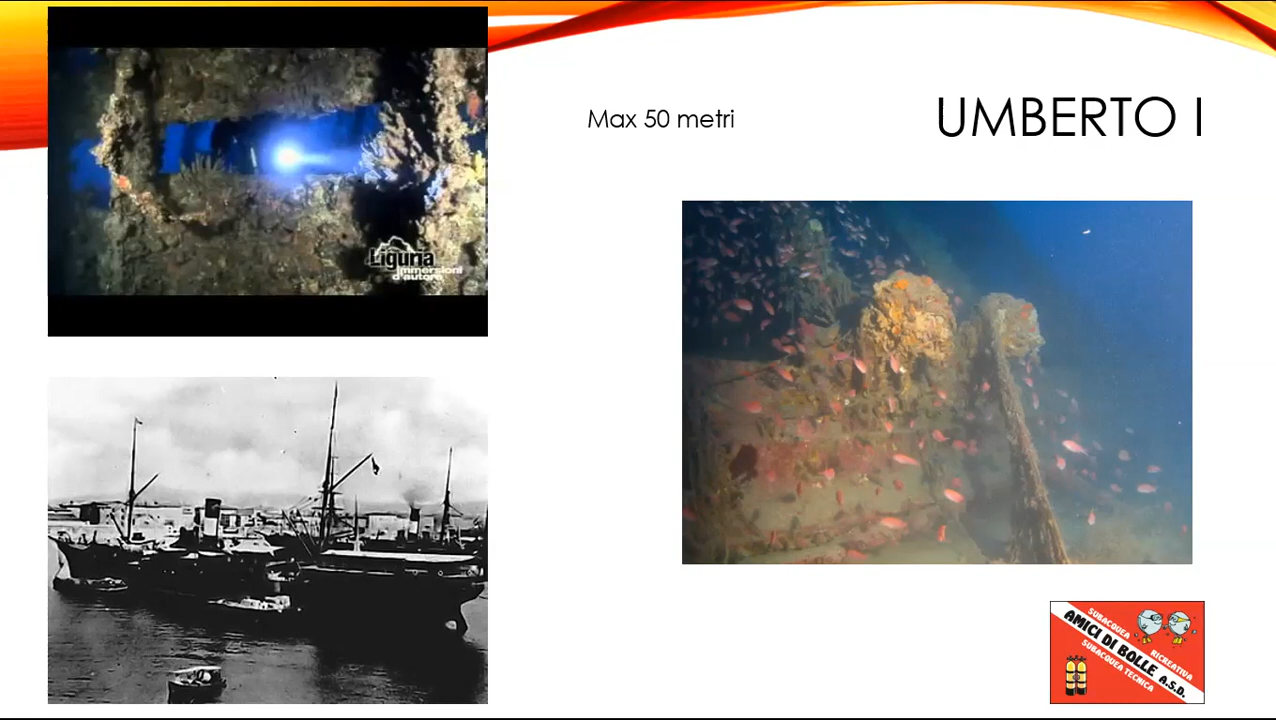 UMBERTO I
Max 50 metri
Liguria
immersioni
d'autore
SUBACQUEA
RICREATIVA
AMICI DI BOLLE A.S.D.
SUBACQUEA TECNICA